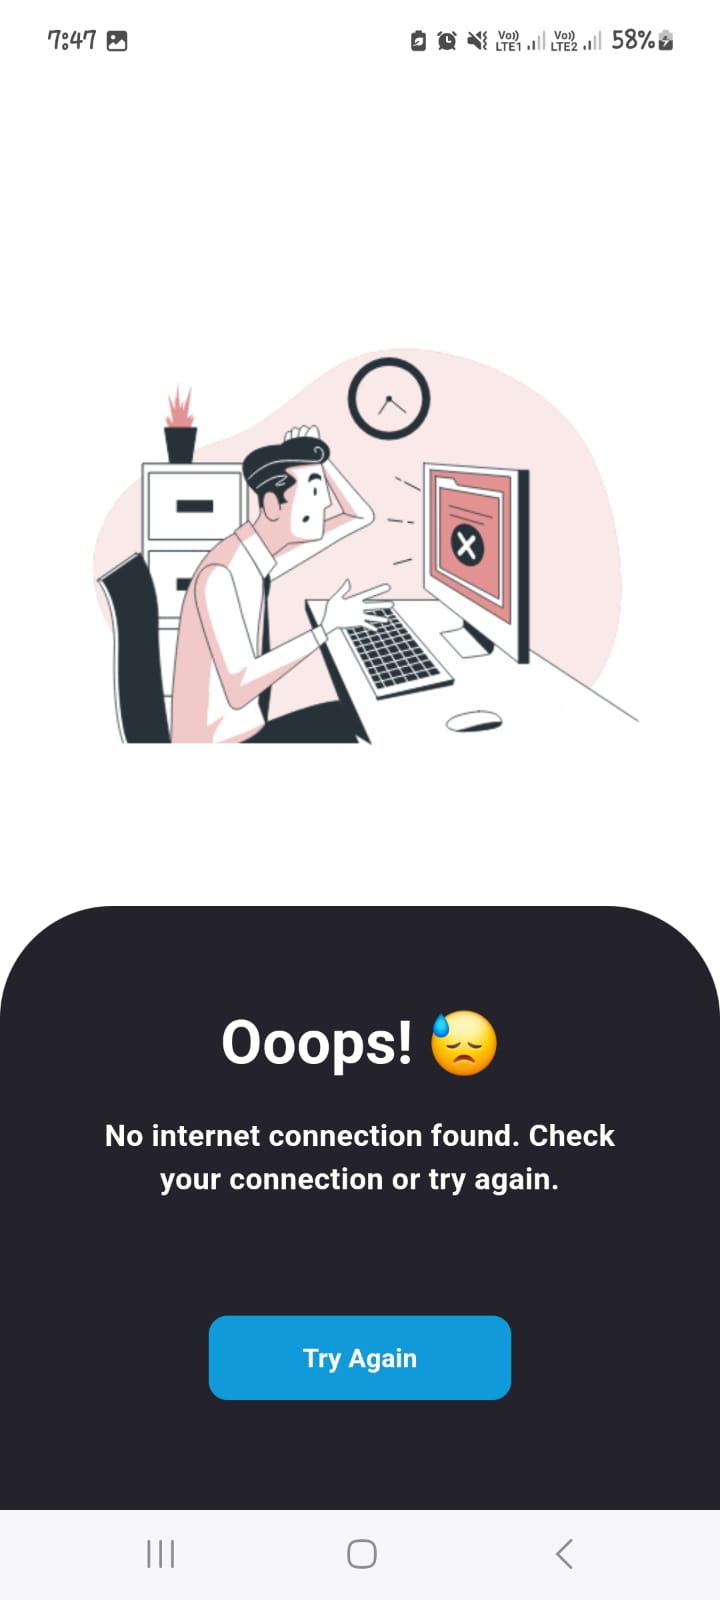 7:47 Vo)) LTE1 Vo)) LTE2 58%
Ooops! 😓
No internet connection found. Check
your connection or try again.
Try Again